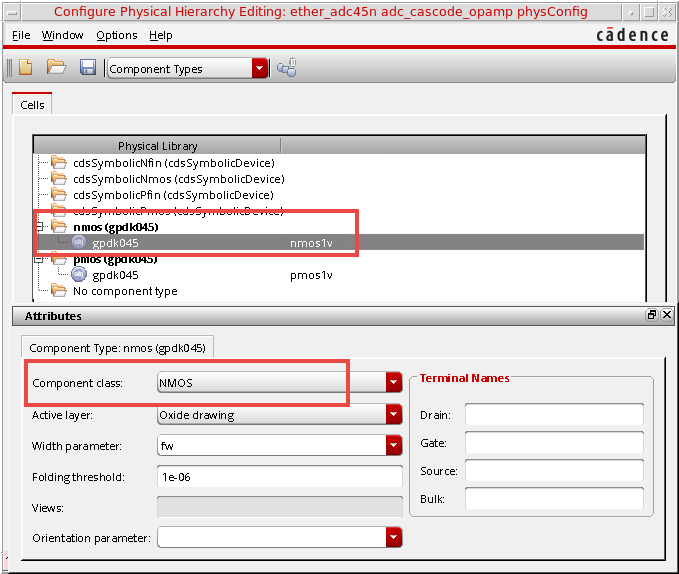 Configure Physical Hierarchy Editing: ether_adc45n adc_cascode_opamp physConfig
File Window Options Help cādence
Component Types
Cells
Physical Library
cdsSymbolicNfin (cdsSymbolicDevice)
cdsSymbolicNmos (cdsSymbolicDevice)
cdsSymbolicPfin (cdsSymbolicDevice)
cdsSymbolicPmos (cdsSymbolicDevice)
nmos (gpdk045)
obj gpdk045 nmos1v
pmos (gpdk045)
obj gpdk045 pmos1v
No component type
Attributes
Component Type: nmos (gpdk045)
Component class: NMOS
Terminal Names
Active layer: Oxide drawing
Drain:
Width parameter: fw
Gate:
Folding threshold: 1e-06
Source:
Views:
Bulk:
Orientation parameter: